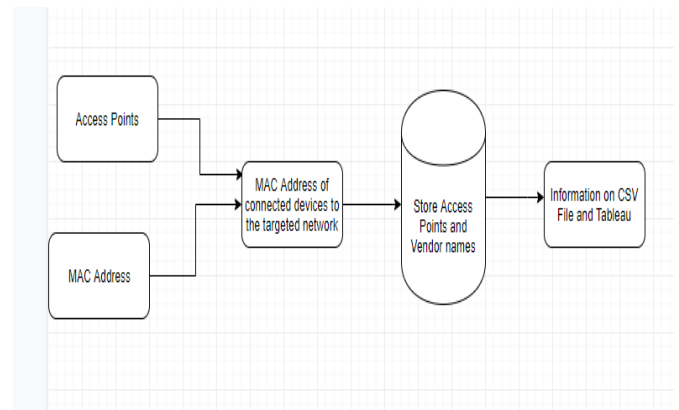 Access Points
MAC Address
MAC Address of
connected devices to
the targeted network
Store Access
Points and
Vendor names
Information on CSV
File and Tableau